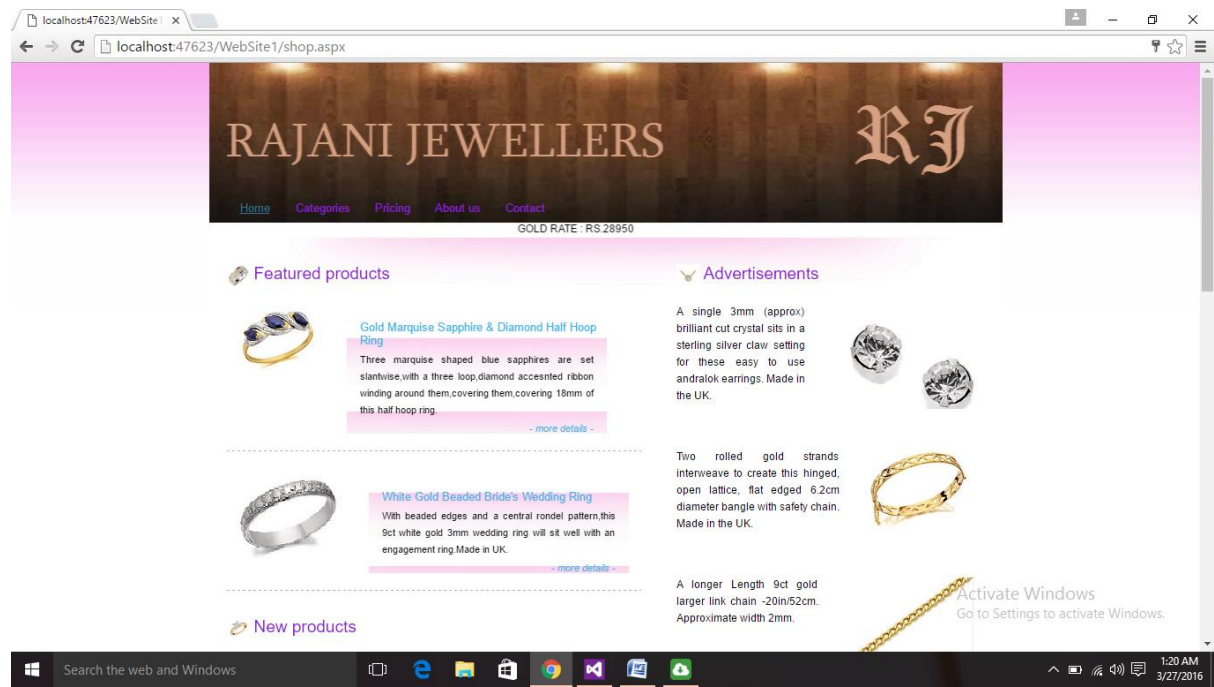 localhost:47623/WebSite1
localhost:47623/WebSite1/shop.aspx
RAJANI JEWELLERS
RJ
Home Categories Pricing About us Contact
GOLD RATE : RS.28950
Featured products
Gold Marquise Sapphire & Diamond Half Hoop
Ring
Three marquise shaped blue sapphires are set
slantwise,with a three loop,diamond accesnted ribbon
winding around them,covering them,covering 18mm of
this half hoop ring.
- more details -
White Gold Beaded Bride's Wedding Ring
With beaded edges and a central rondel pattern,this
9ct white gold 3mm wedding ring will sit well with an
engagement ring.Made in UK.
- more details -
New products
Advertisements
A single 3mm (approx)
brilliant cut crystal sits in a
sterling silver claw setting
for these easy to use
andralok earrings. Made in
the UK.
Two rolled gold strands
interweave to create this hinged,
open lattice, flat edged 6.2cm
diameter bangle with safety chain.
Made in the UK.
A longer Length 9ct gold
larger link chain -20in/52cm.
Approximate width 2mm.
Activate Windows
Go to Settings to activate Windows.
Search the web and Windows
1:20 AM
3/27/2016